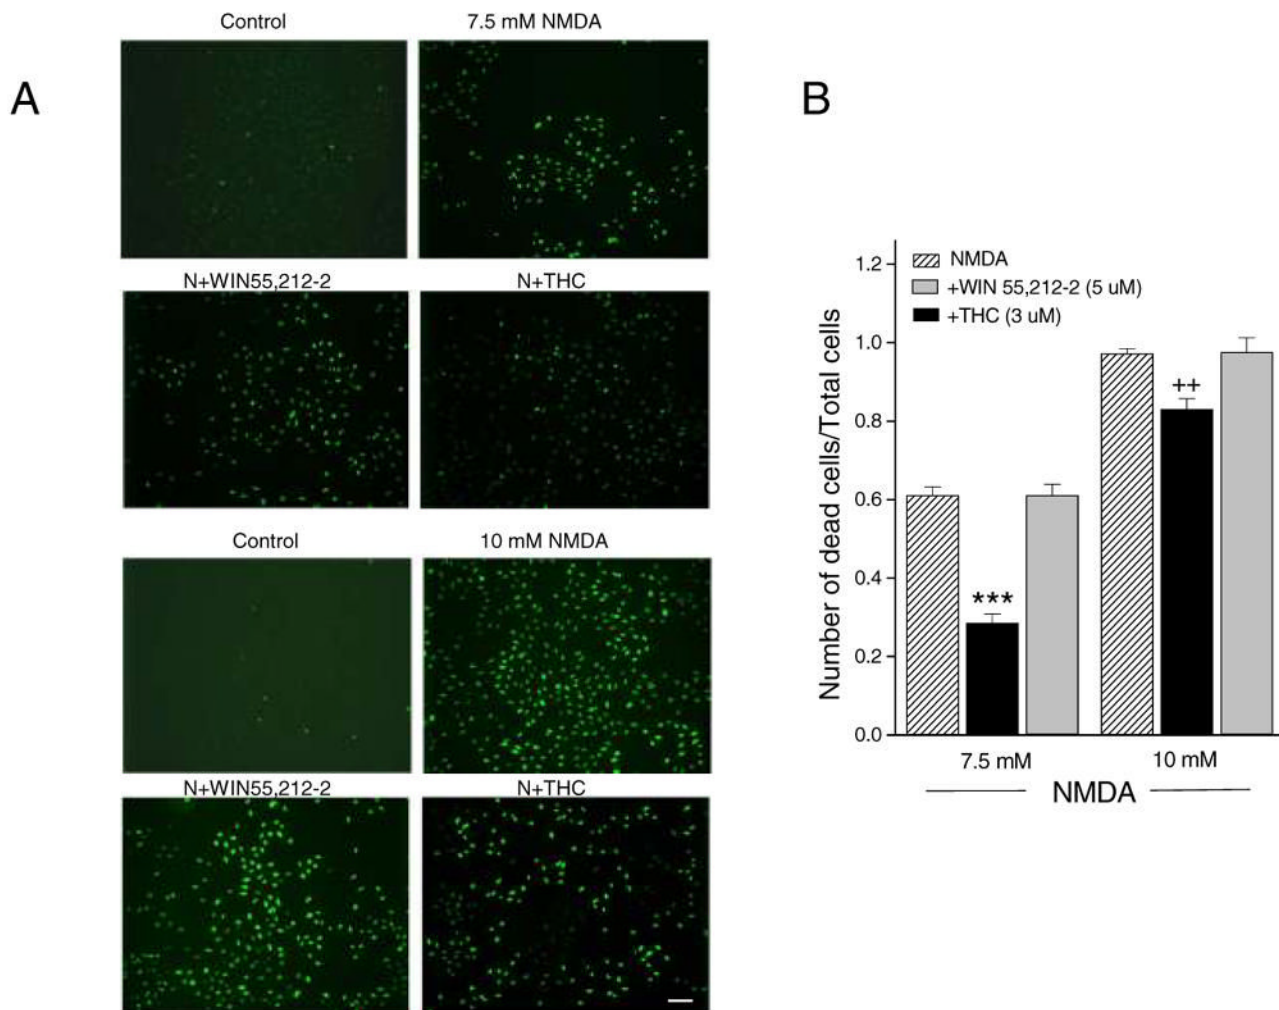 Control 7.5 mM NMDA
A
B
N+WIN55,212-2 N+THC
Control 10 mM NMDA
N+WIN55,212-2 N+THC
Number of dead cells/Total cells
1.2
1.0
0.8
0.6
0.4
0.2
0.0
NMDA
+WIN 55,212-2 (5 uM)
+THC (3 uM)
***
++
7.5 mM 10 mM
NMDA